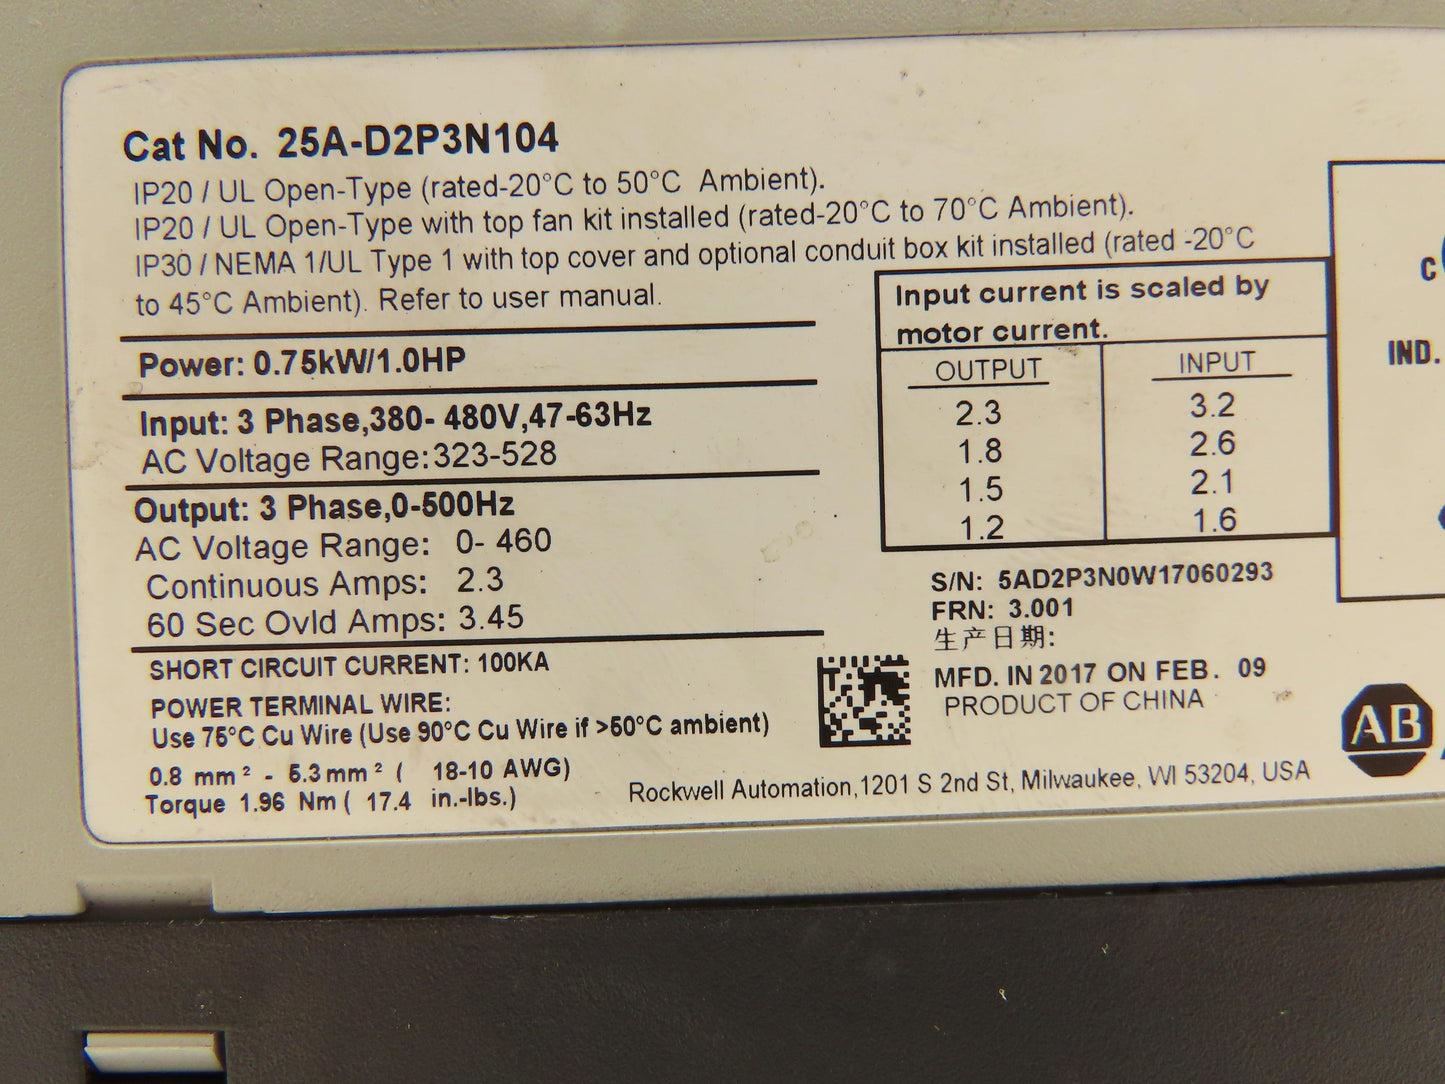 Cat No. 25A-D2P3N104
IP20 / UL Open-Type (rated-20°C to 50°C Ambient).
IP20 / UL Open-Type with top fan kit installed (rated-20°C to 70°C Ambient).
IP30 / NEMA 1/UL Type 1 with top cover and optional conduit box kit installed (rated -20°C
to 45°C Ambient). Refer to user manual.
Power: 0.75kW/1.0HP
Input: 3 Phase,380- 480V,47-63Hz
AC Voltage Range:323-528
Output: 3 Phase,0-500Hz
AC Voltage Range: 0- 460
Continuous Amps: 2.3
60 Sec Ovld Amps: 3.45
SHORT CIRCUIT CURRENT: 100KA
POWER TERMINAL WIRE:
Use 75°C Cu Wire (Use 90°C Cu Wire if >50°C ambient)
0.8 mm² - 5.3 mm² ( 18-10 AWG)
Torque 1.96 Nm ( 17.4 in.-lbs.)
Input current is scaled by
motor current.
OUTPUT INPUT
2.3 3.2
1.8 2.6
1.5 2.1
1.2 1.6
S/N: 5AD2P3N0W17060293
FRN: 3.001
生产日期:
MFD. IN 2017 ON FEB. 09
PRODUCT OF CHINA
Rockwell Automation,1201 S 2nd St, Milwaukee, WI 53204, USA
C
IND.
AB